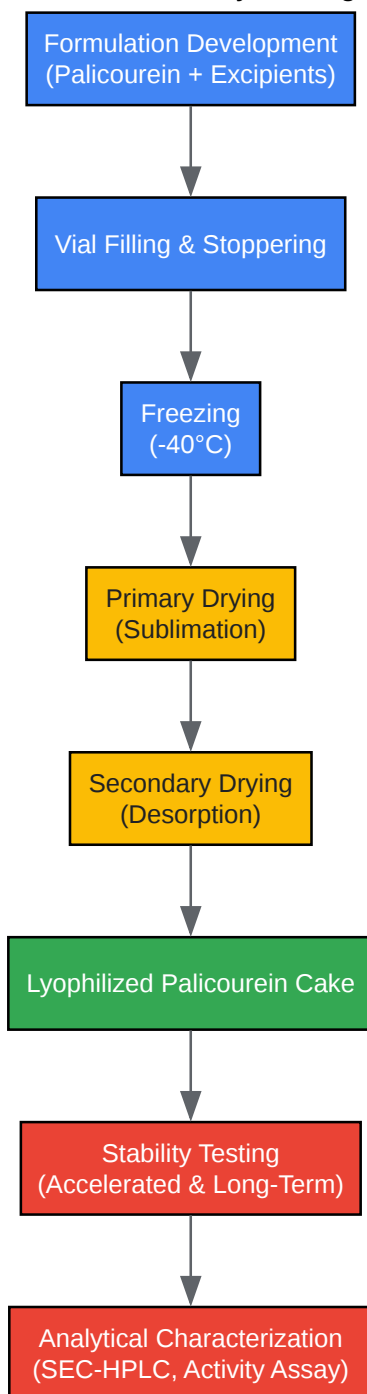 Formulation Development
(Palicourein + Excipients)
Vial Filling & Stoppering
Freezing
(-40°C)
Primary Drying
(Sublimation)
Secondary Drying
(Desorption)
Lyophilized Palicourein Cake
Stability Testing
(Accelerated & Long-Term)
Analytical Characterization
(SEC-HPLC, Activity Assay)